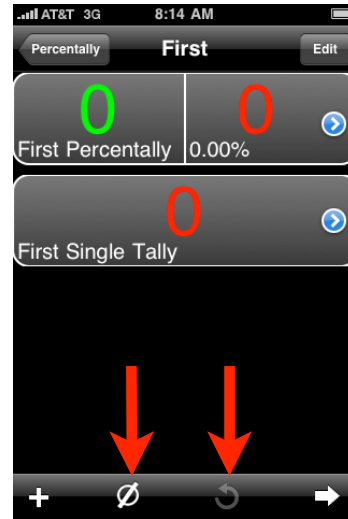 AT&T 3G 8:14 AM
Percentally First Edit
0 0
First Percentally 0.00%
0
First Single Tally